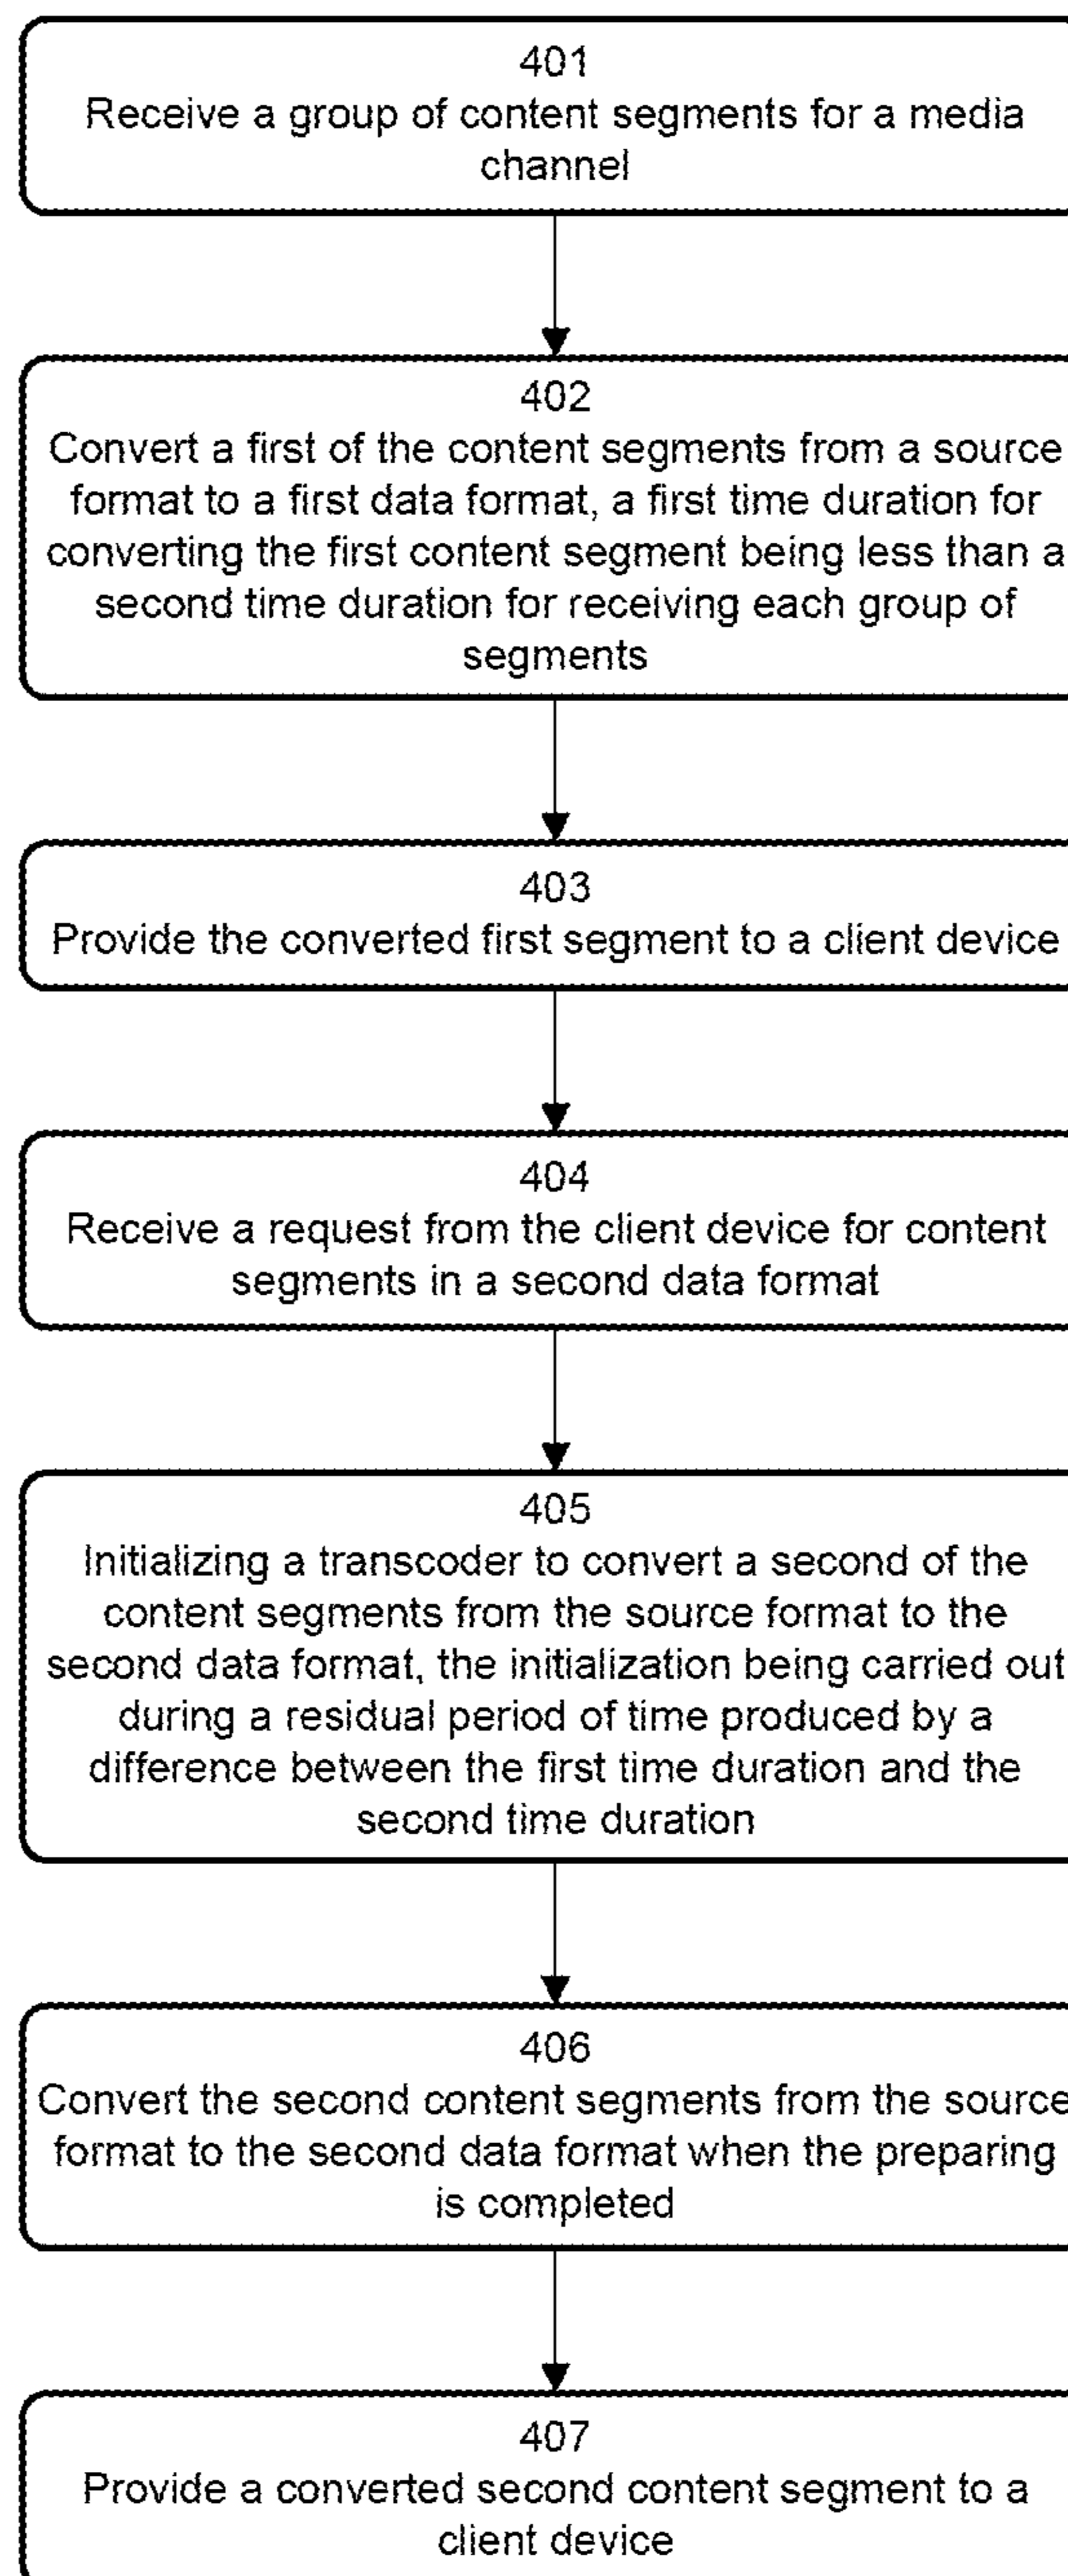 401
Receive a group of content segments for a media
channel
402
Convert a first of the content segments from a source
format to a first data format, a first time duration for
converting the first content segment being less than a
second time duration for receiving each group of
segments
403
Provide the converted first segment to a client device
404
Receive a request from the client device for content
segments in a second data format
405
Initializing a transcoder to convert a second of the
content segments from the source format to the
second data format, the initialization being carried out
during a residual period of time produced by a
difference between the first time duration and the
second time duration
406
Convert the second content segments from the source
format to the second data format when the preparing
is completed
407
Provide a converted second content segment to a
client device